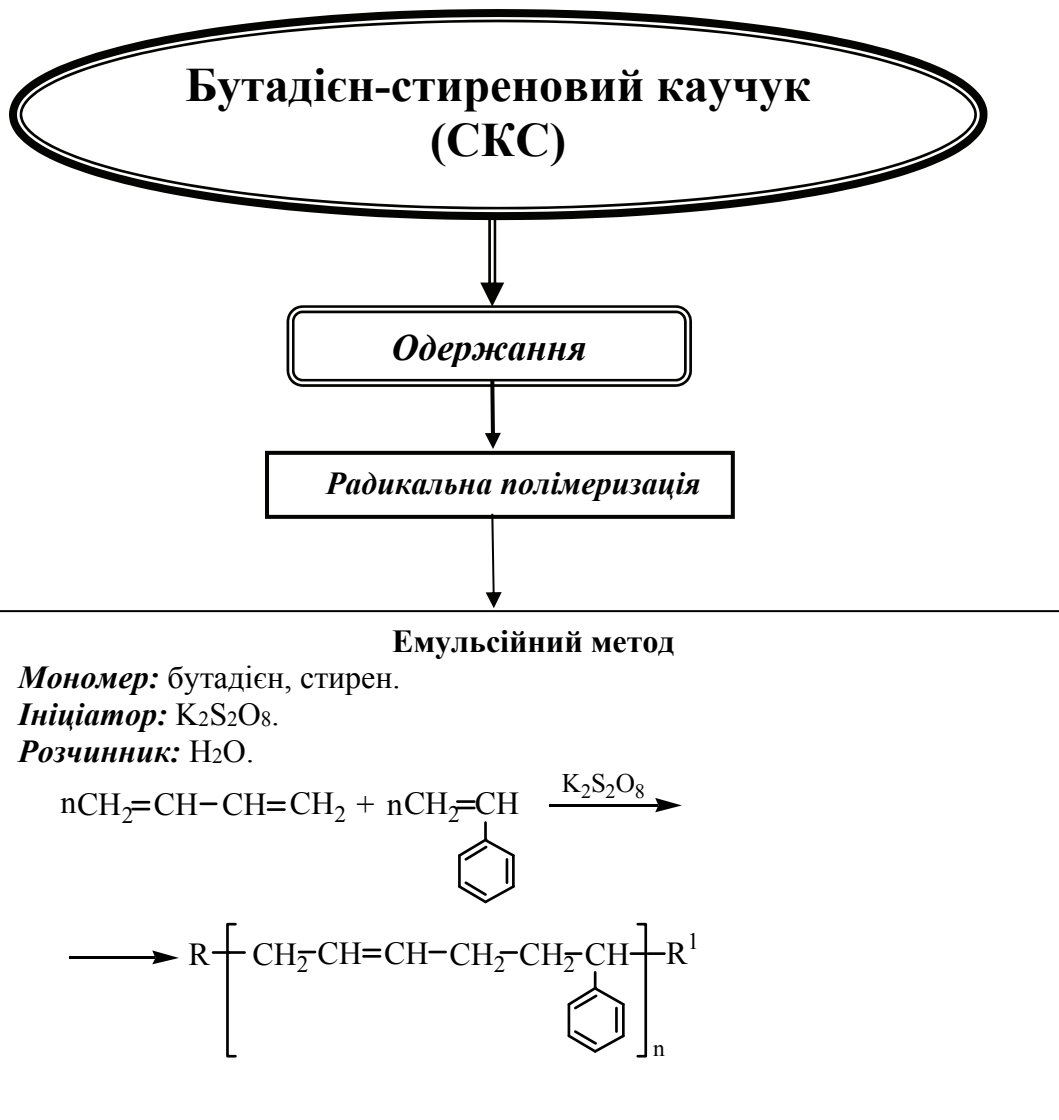 Бутадієн-стиреновий каучук
(СКС)
Одержання
Радикальна полімеризація
Емульсійний метод
Мономер: бутадієн, стирен.
Ініціатор: K₂S₂O₈.
Розчинник: H₂O.
nCH₂=CH−CH=CH₂ + nCH₂=CH K₂S₂O₈
R−[−CH₂−CH=CH−CH₂−CH₂−CH−]ₙ−R¹